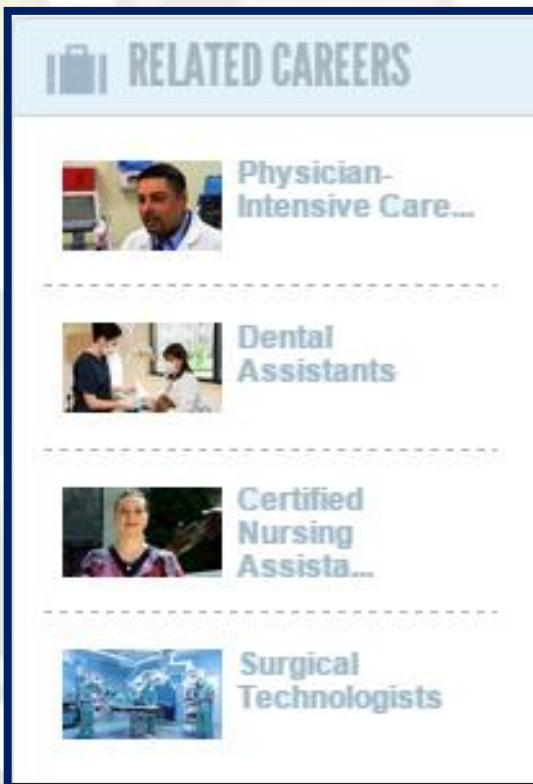 RELATED CAREERS
Physician-
Intensive Care...
Dental
Assistants
Certified
Nursing
Assista...
Surgical
Technologists